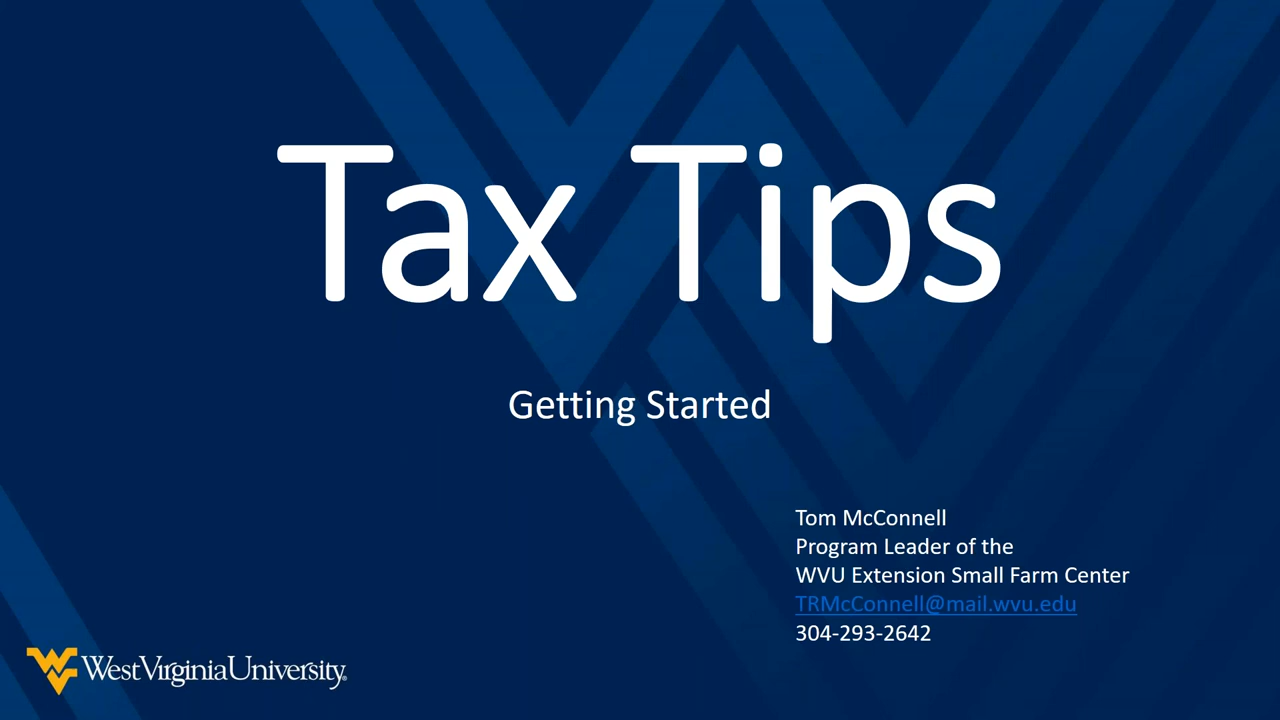 Tax Tips
Getting Started
Tom McConnell
Program Leader of the
WVU Extension Small Farm Center
TRMcConnell@mail.wvu.edu
304-293-2642
WestVirginiaUniversity.